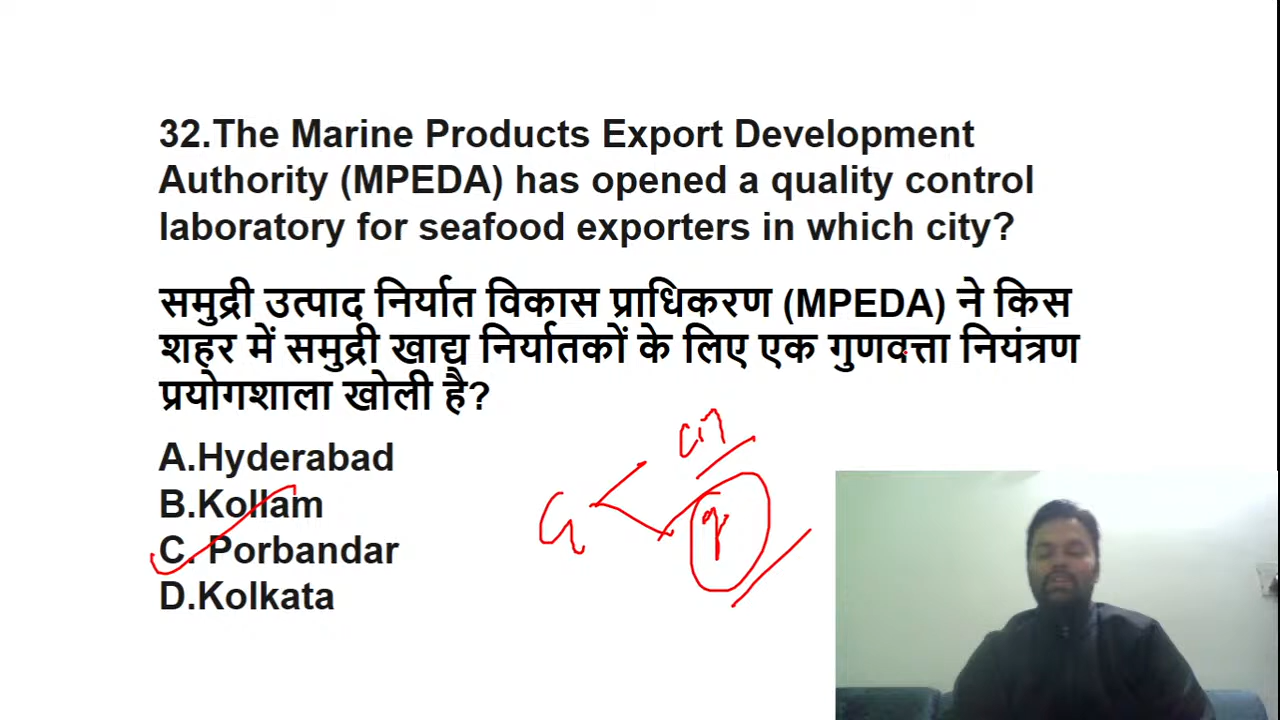 32.The Marine Products Export Development
Authority (MPEDA) has opened a quality control
laboratory for seafood exporters in which city?
समुद्री उत्पाद निर्यात विकास प्राधिकरण (MPEDA) ने किस
शहर में समुद्री खाद्य निर्यातकों के लिए एक गुणवत्ता नियंत्रण
प्रयोगशाला खोली है?
A.Hyderabad
B.Kollam
C. Porbandar
D.Kolkata